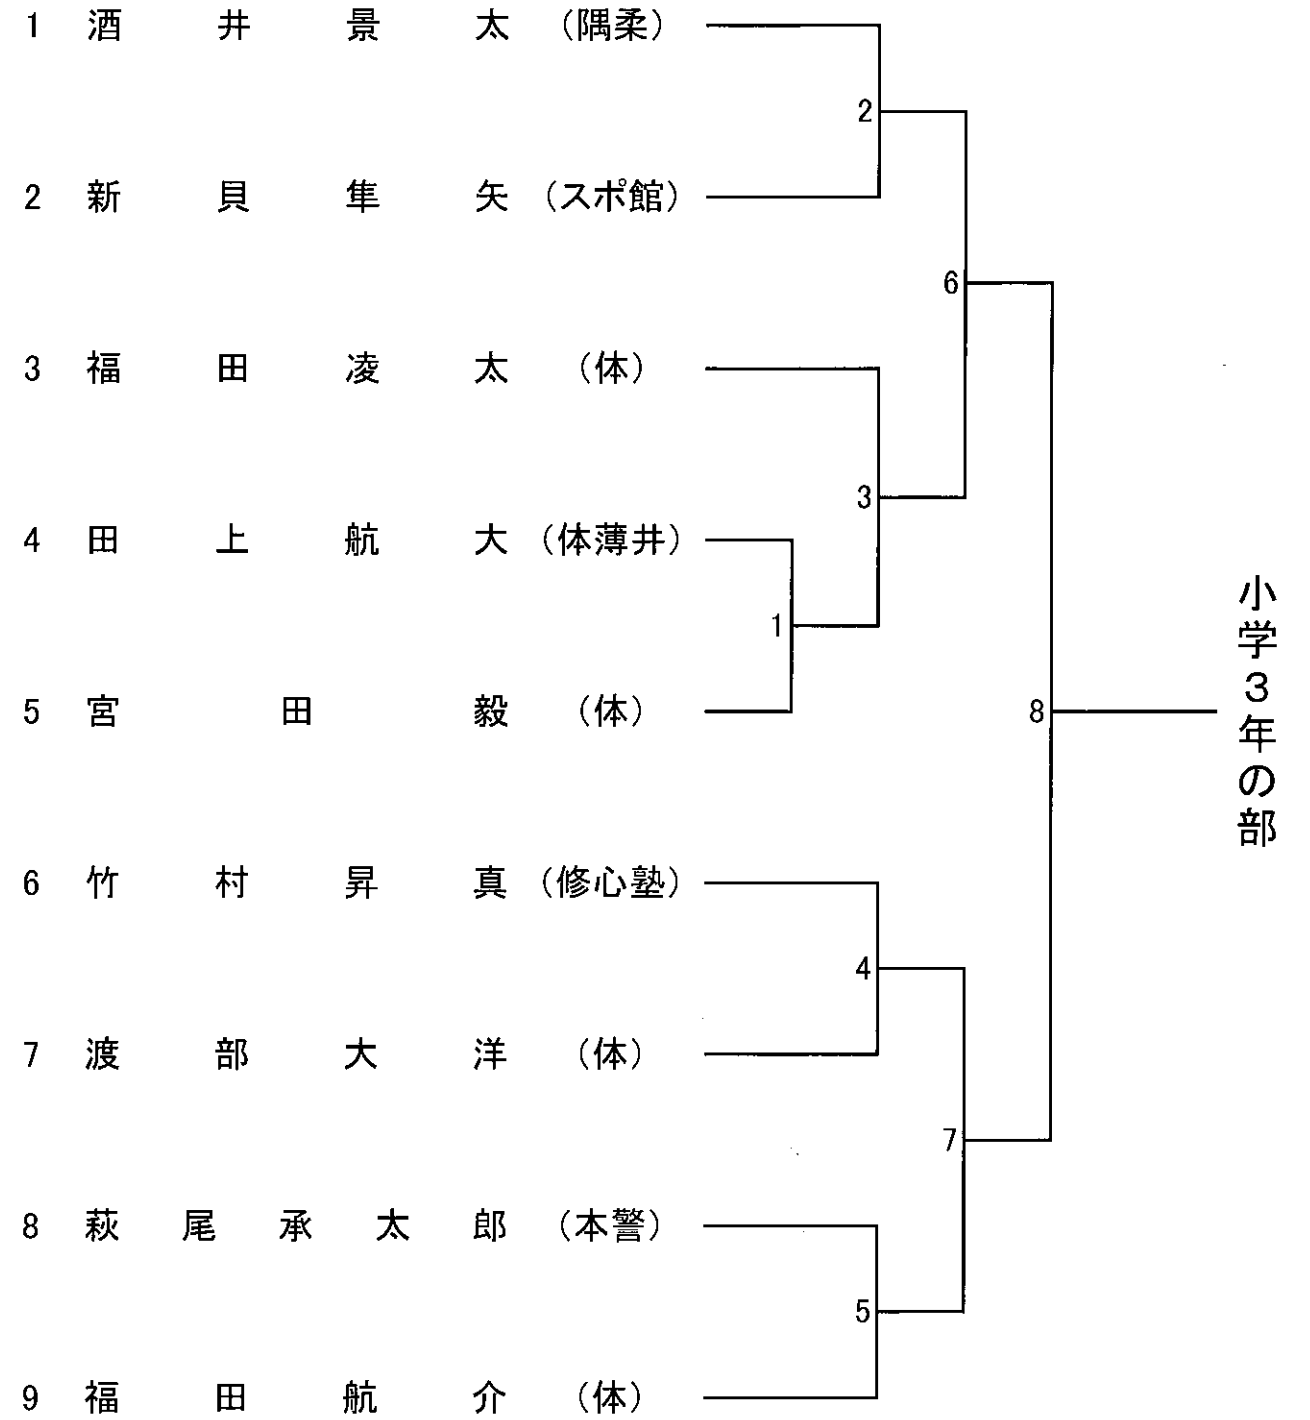 1 酒井景太 (隅柔)
2
2 新貝隼矢 (スポ館)
6
3 福田凌太 (体)
3
4 田上航大 (体薄井)
1
5 宮田毅 (体)
8
小学3年の部
6 竹村昇真 (修心塾)
4
7 渡部大洋 (体)
7
8 萩尾承太郎 (本警)
5
9 福田航介 (体)